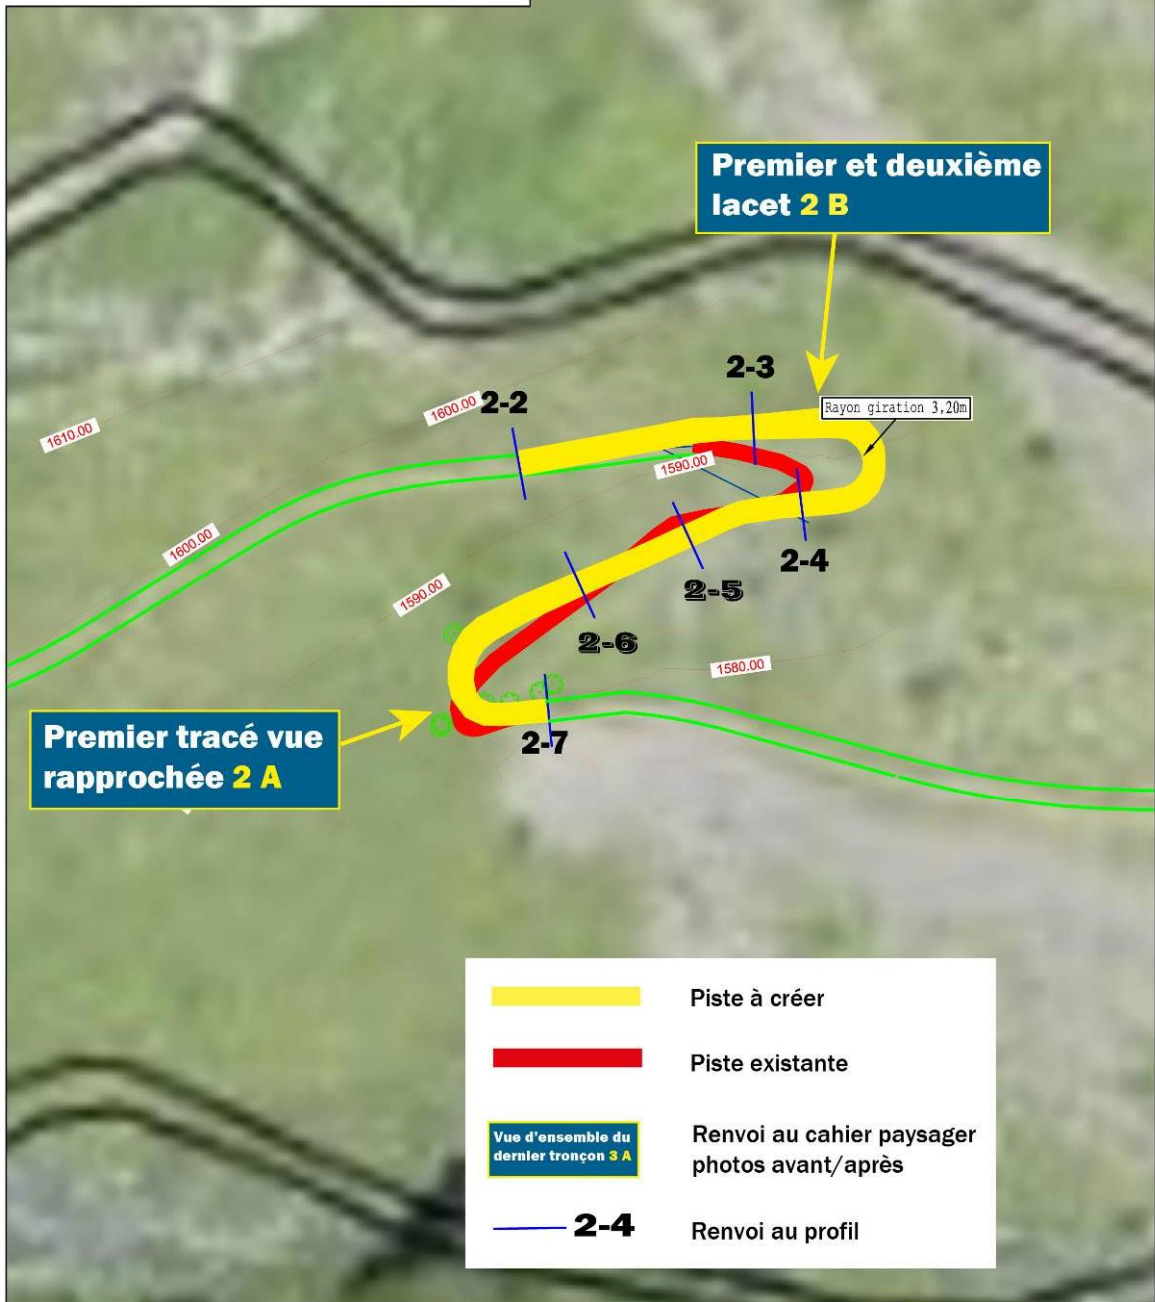 Premier et deuxième
lacet 2 B
2-3
2-2
1600.00
Rayon giration 3,20m
1610.00
1590.00
1600.00
2-4
2-5
1590.00
2-6
1580.00
Premier tracé vue
rapprochée 2 A
2-7
Piste à créer
Piste existante
Vue d'ensemble du
dernier tronçon 3 A
Renvoi au cahier paysager
photos avant/après
2-4
Renvoi au profil